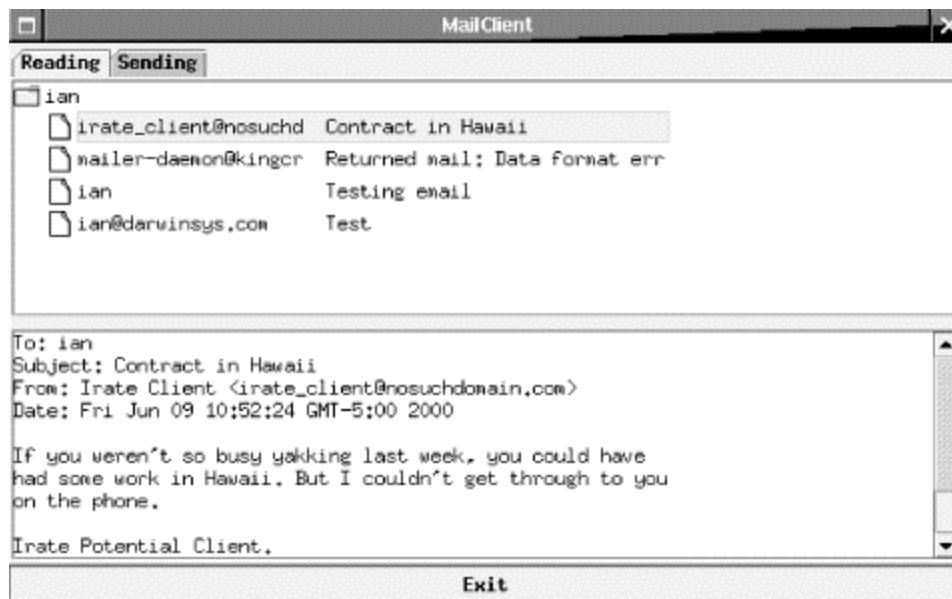 MailClient
Reading Sending
ian
irate_client@nosuchd Contract in Hawaii
mailer-daemon@kingcr Returned mail: Data format err
ian Testing email
ian@darwinsys.com Test
To: ian
Subject: Contract in Hawaii
From: Irate Client <irate_client@nosuchdomain.com>
Date: Fri Jun 09 10:52:24 GMT-5:00 2000
If you weren't so busy yakking last week, you could have
had some work in Hawaii. But I couldn't get through to you
on the phone.
Irate Potential Client.
Exit